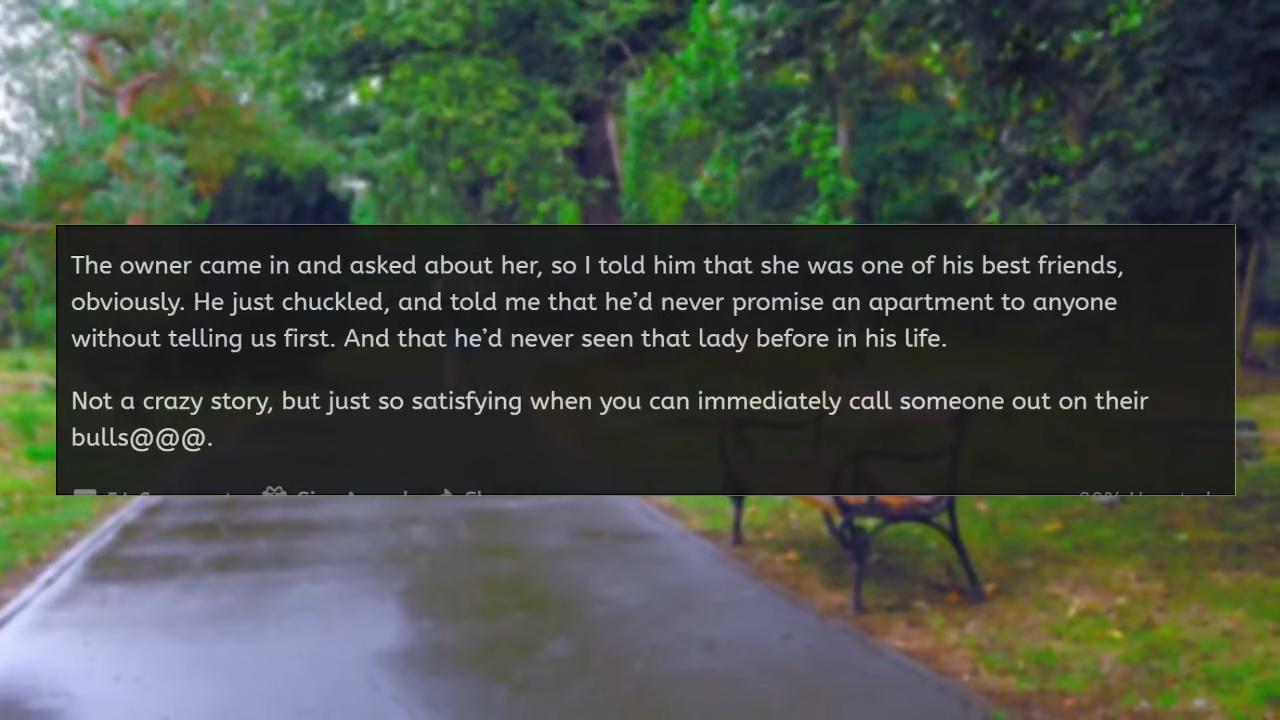 The owner came in and asked about her, so I told him that she was one of his best friends,
obviously. He just chuckled, and told me that he’d never promise an apartment to anyone
without telling us first. And that he’d never seen that lady before in his life.
Not a crazy story, but just so satisfying when you can immediately call someone out on their
bulls@@@.